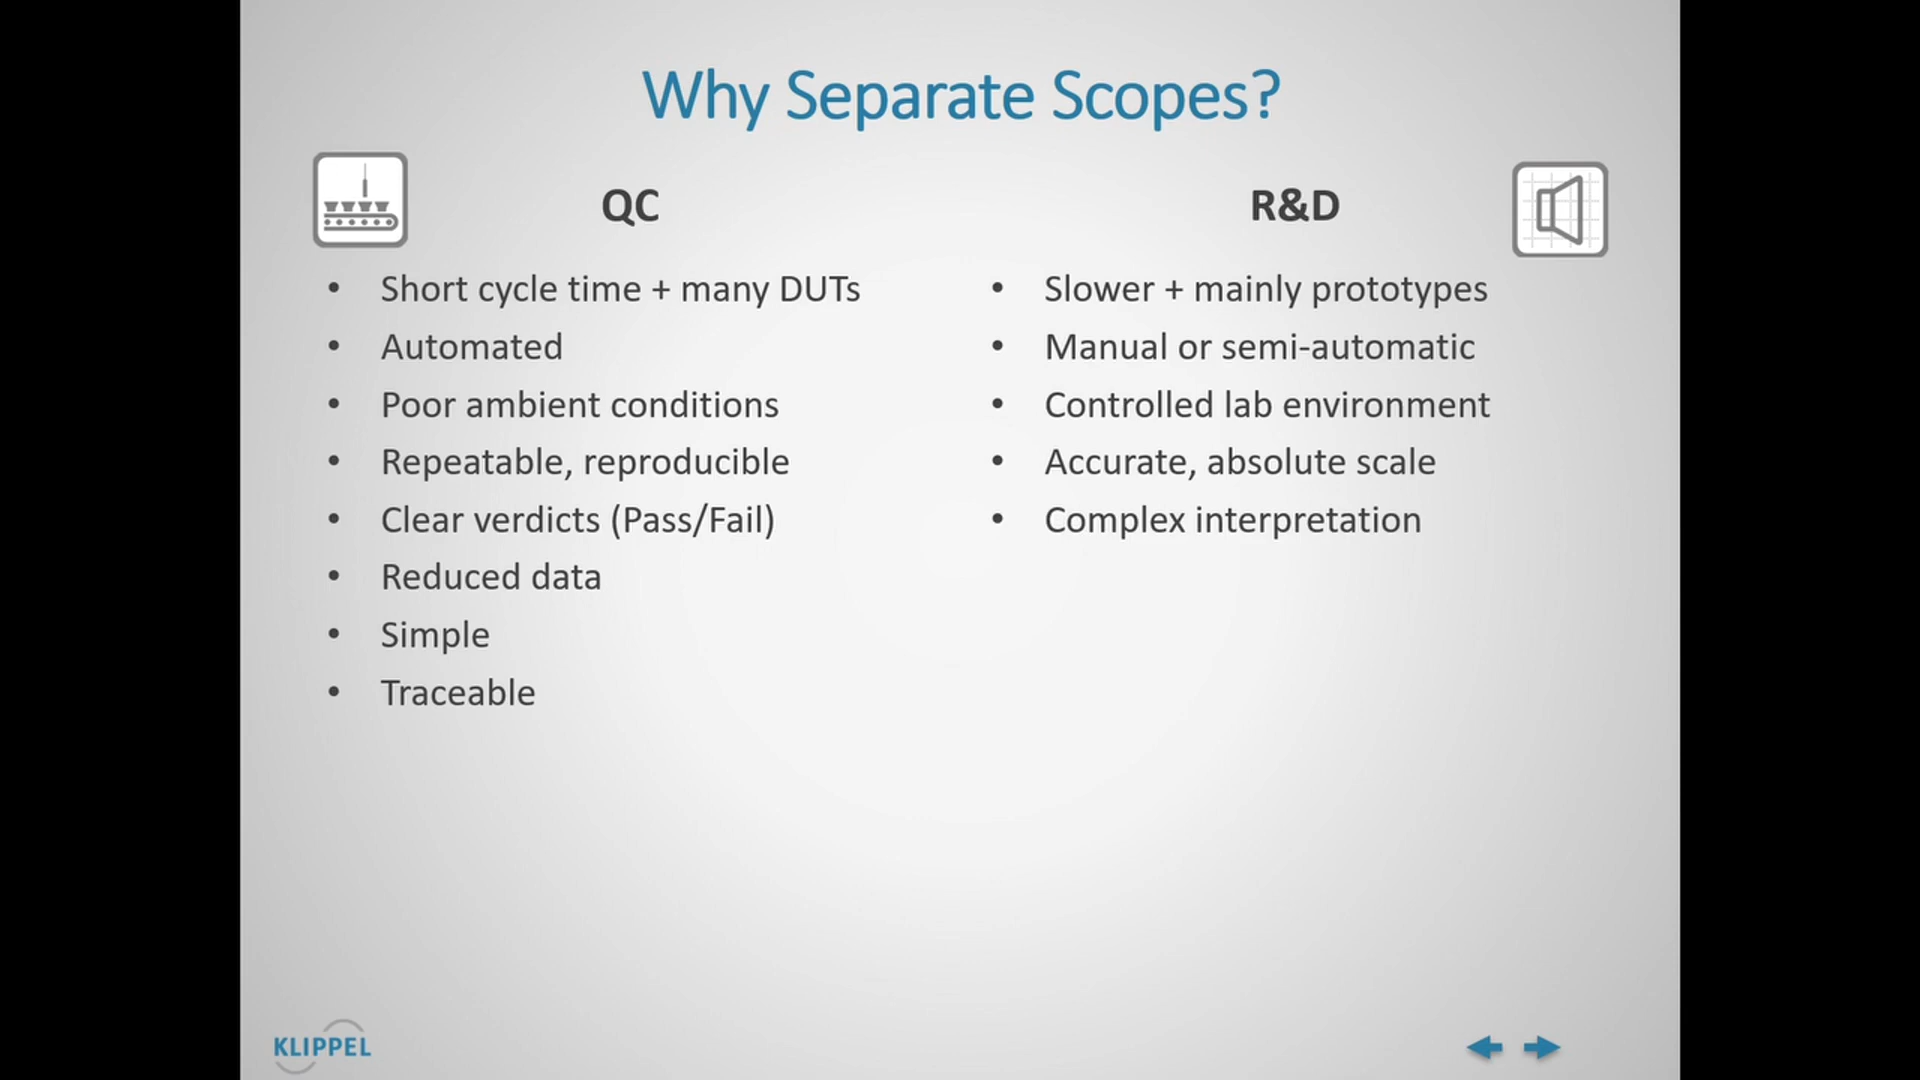 Why Separate Scopes?
QC
• Short cycle time + many DUTs
• Automated
• Poor ambient conditions
• Repeatable, reproducible
• Clear verdicts (Pass/Fail)
• Reduced data
• Simple
• Traceable
R&D
• Slower + mainly prototypes
• Manual or semi-automatic
• Controlled lab environment
• Accurate, absolute scale
• Complex interpretation
KLIPPEL